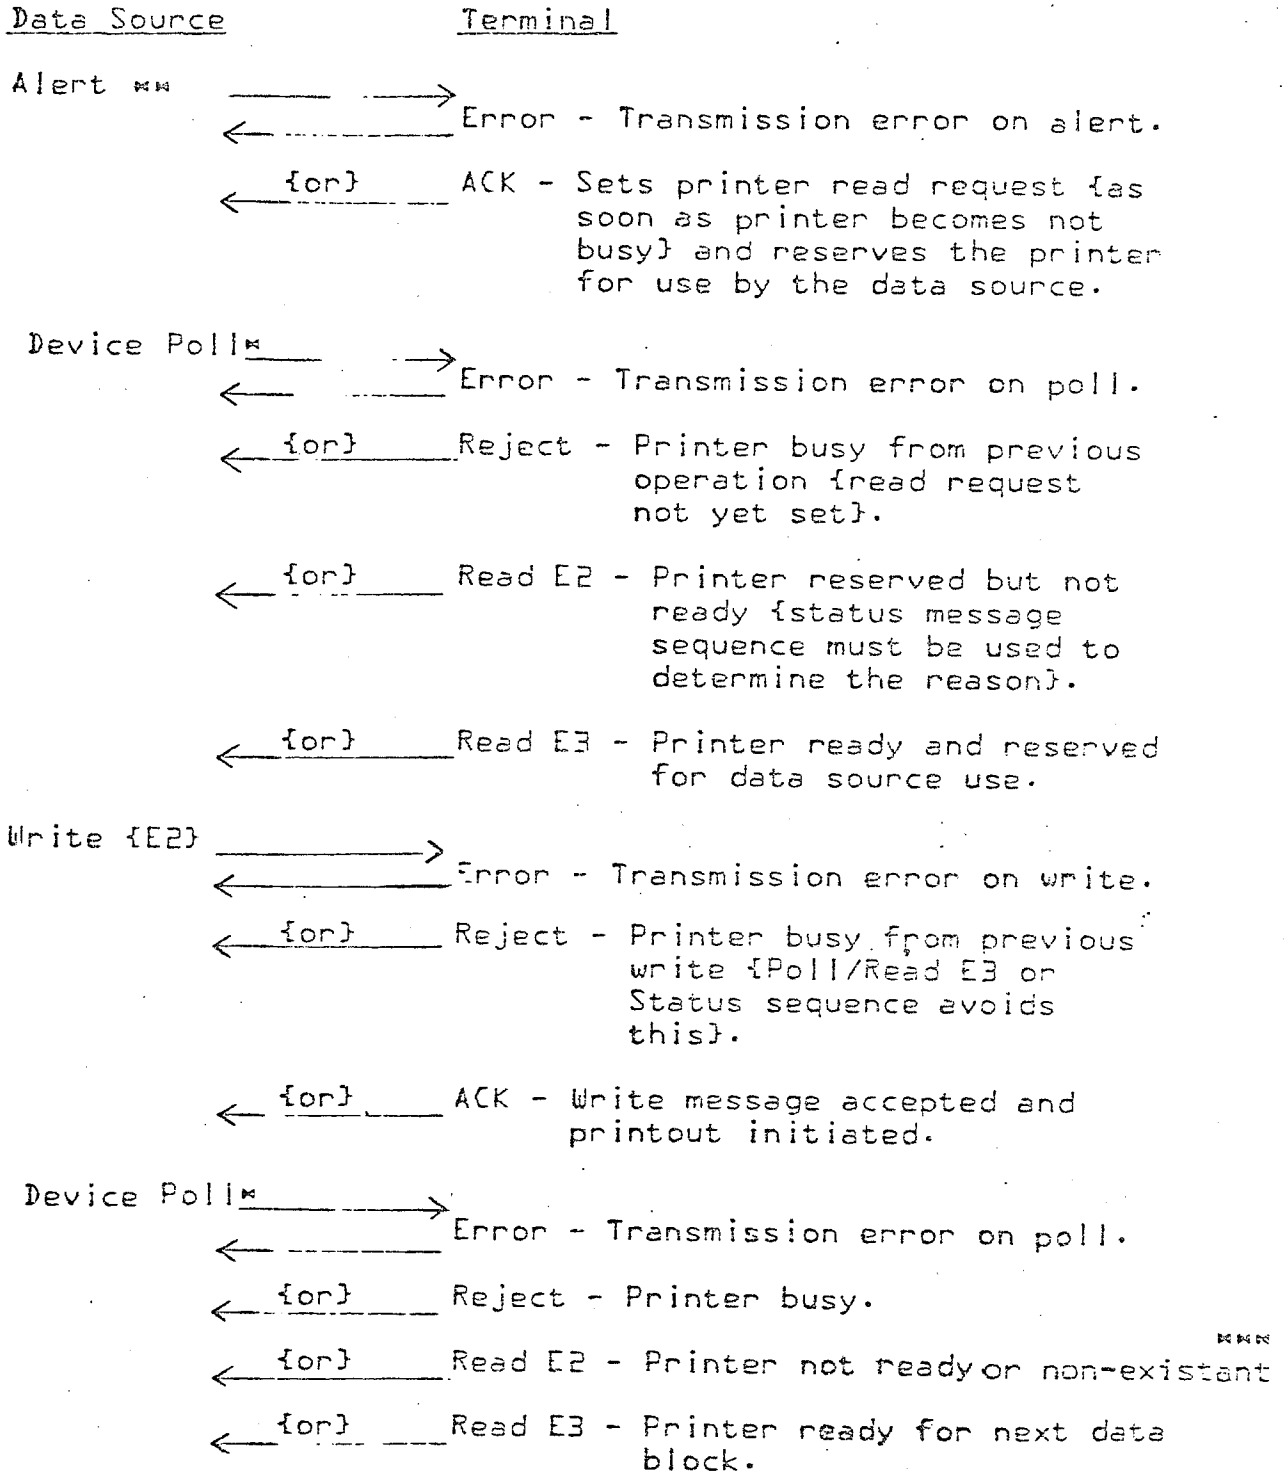 Data Source Terminal
Alert **
Error - Transmission error on alert.
{or} ACK - Sets printer read request {as
soon as printer becomes not
busy} and reserves the printer
for use by the data source.
Device Poll*
Error - Transmission error on poll.
{or} Reject - Printer busy from previous
operation {read request
not yet set}.
{or} Read E2 - Printer reserved but not
ready {status message
sequence must be used to
determine the reason}.
{or} Read E3 - Printer ready and reserved
for data source use.
Write {E2}
Error - Transmission error on write.
{or} Reject - Printer busy from previous
write {Poll/Read E3 or
Status sequence avoids
this}.
{or} ACK - Write message accepted and
printout initiated.
Device Poll*
Error - Transmission error on poll.
{or} Reject - Printer busy.
***
{or} Read E2 - Printer not ready or non-existant
{or} Read E3 - Printer ready for next data
block.